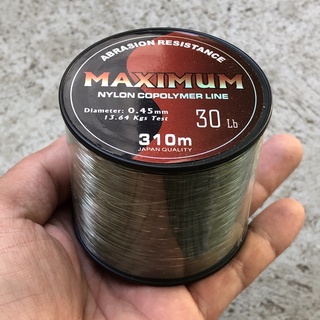 ABRASION RESISTANCE
MAXIMUM
NYLON COPOLYMER LINE
Diameter: 0.45mm
13.64 Kgs Test
30 Lb
310m
JAPAN QUALITY